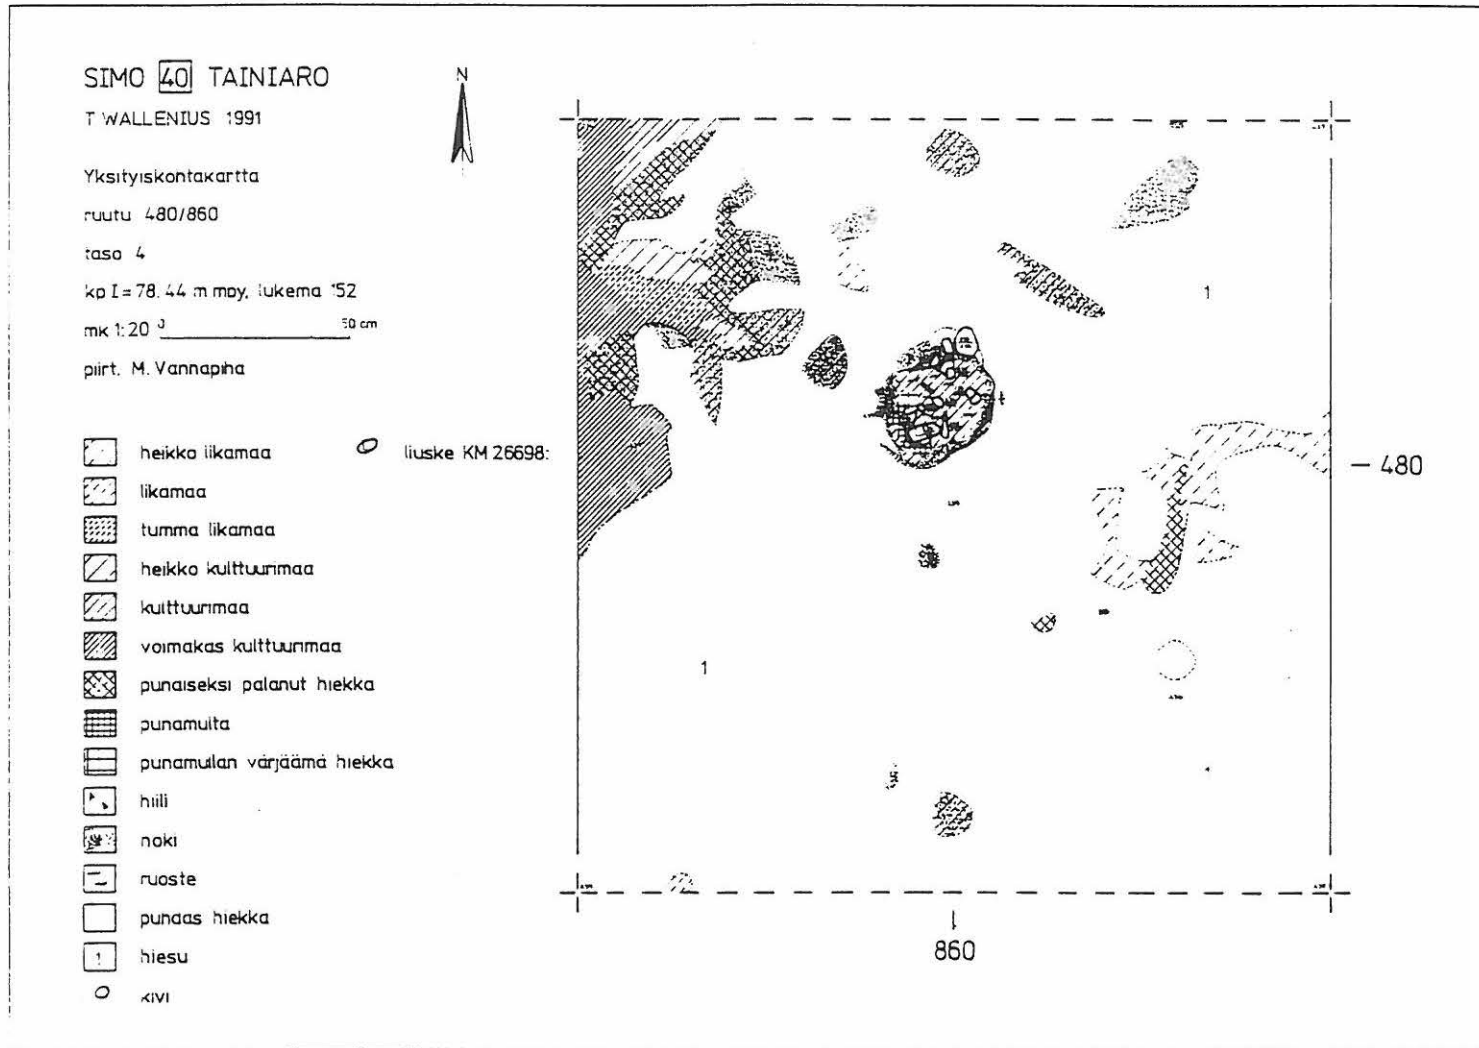 SIMO 40 TAINIARO
T WALLENIUS 1991
N
Yksityiskontakartta
ruutu 480/860
taso 4
kp I = 78.44 m mpy, lukema 152
mk 1:20 0 50 cm
piirt. M. Vannapiha
heikko likamaa
liuske KM 26698:
likamaa
tumma likamaa
heikko kulttuurimaa
kulttuurimaa
voimakas kulttuurimaa
punaiseksi palanut hiekka
punamulta
punamullan värjäämä hiekka
hiili
noki
ruoste
punaas hiekka
1 hiesu
kivi
1
480
1
860